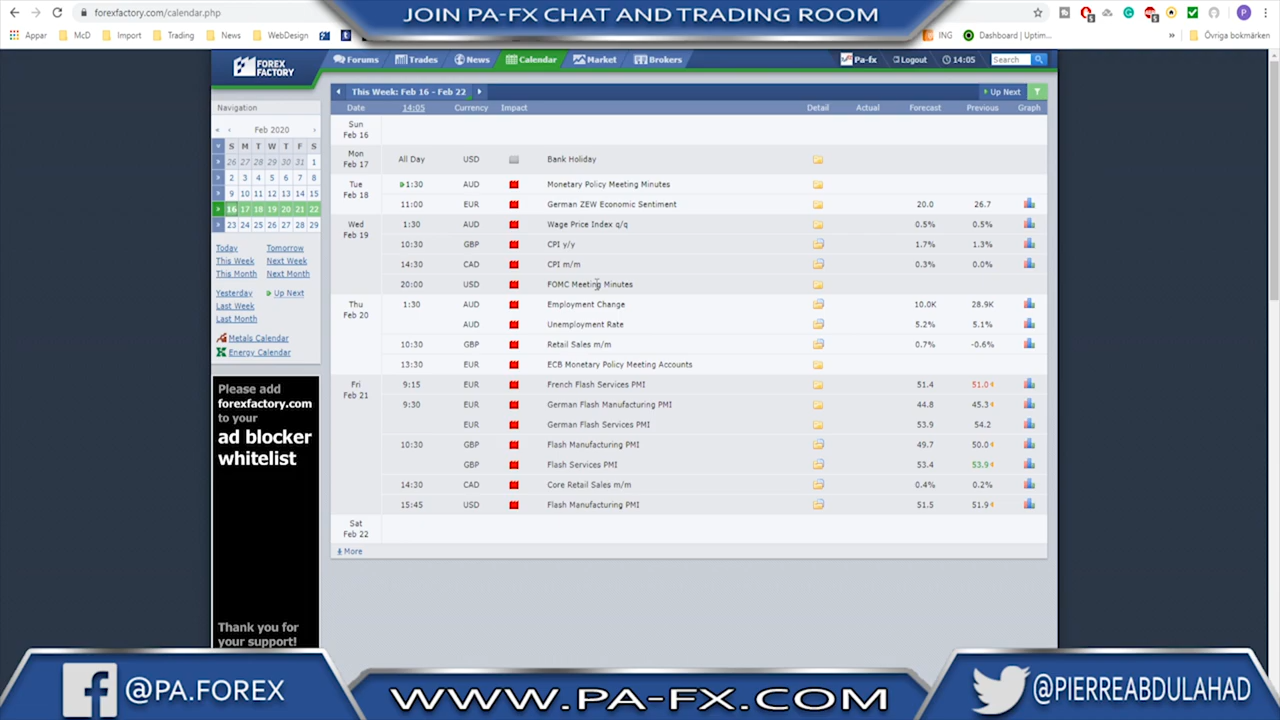 JOIN PA-FX CHAT AND TRADING ROOM
forexfactory.com/calendar.php
Appar McD Import Trading News WebDesign ING Dashboard | Uptim... » Övriga bokmärken
FOREX FACTORY Forums Trades News Calendar Market Brokers Pa-fx Logout 14:05 Search
This Week: Feb 16 - Feb 22 Up Next
Date 14:05 Currency Impact Detail Actual Forecast Previous Graph
Sun Feb 16
Mon Feb 17 All Day USD Bank Holiday
Tue Feb 18 1:30 AUD Monetary Policy Meeting Minutes
11:00 EUR German ZEW Economic Sentiment 20.0 26.7
Wed Feb 19 1:30 AUD Wage Price Index q/q 0.5% 0.5%
10:30 GBP CPI y/y 1.7% 1.3%
14:30 CAD CPI m/m 0.3% 0.0%
20:00 USD FOMC Meeting Minutes
Thu Feb 20 1:30 AUD Employment Change 10.0K 28.9K
AUD Unemployment Rate 5.2% 5.1%
10:30 GBP Retail Sales m/m 0.7% -0.6%
13:30 EUR ECB Monetary Policy Meeting Accounts
Fri Feb 21 9:15 EUR French Flash Services PMI 51.4 51.0
9:30 EUR German Flash Manufacturing PMI 44.8 45.3
EUR German Flash Services PMI 53.9 54.2
10:30 GBP Flash Manufacturing PMI 49.7 50.0
GBP Flash Services PMI 53.4 53.9
14:30 CAD Core Retail Sales m/m 0.4% 0.2%
15:45 USD Flash Manufacturing PMI 51.5 51.9
Sat Feb 22
More
Navigation
Feb 2020
S M T W T F S
26 27 28 29 30 31 1
2 3 4 5 6 7 8
9 10 11 12 13 14 15
16 17 18 19 20 21 22
23 24 25 26 27 28 29
Today Tomorrow
This Week Next Week
This Month Next Month
Yesterday Up Next
Last Week
Last Month
Metals Calendar
Energy Calendar
Please add
forexfactory.com
to your
ad blocker
whitelist
Thank you for
your support!
@PA.FOREX
WWW.PA-FX.COM
@PIERREABDULAHAD